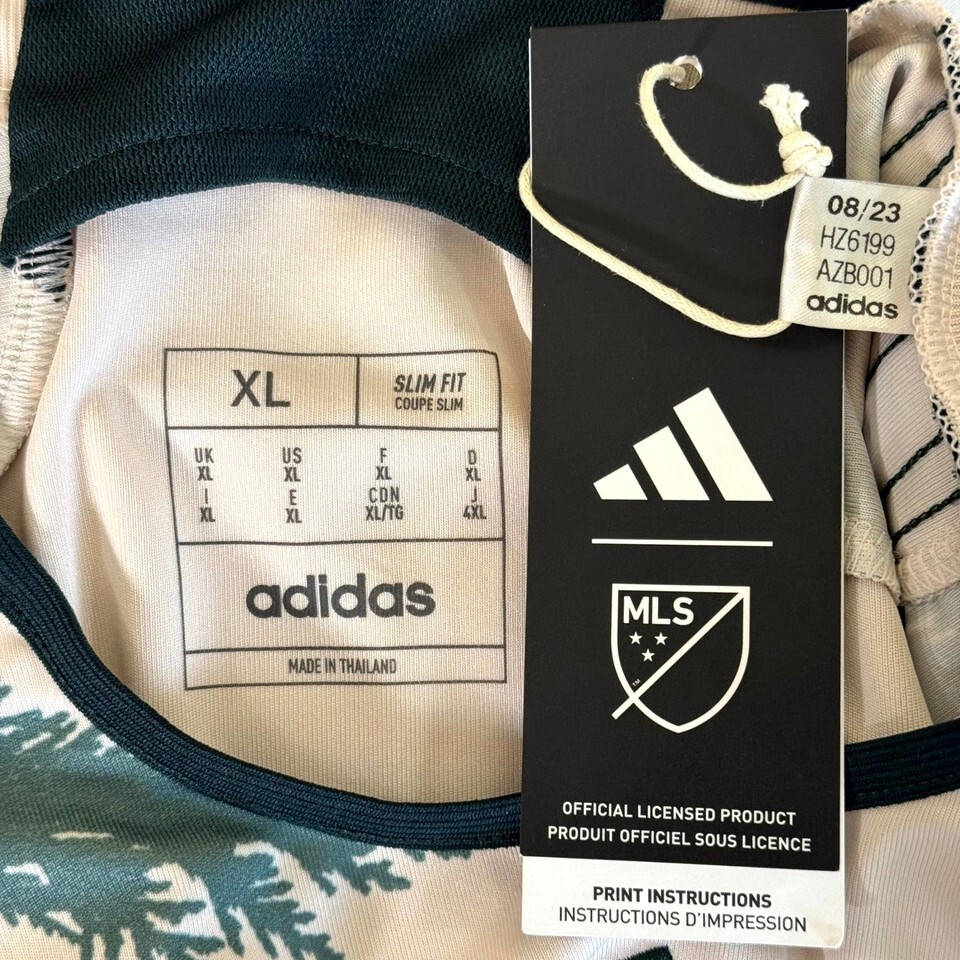 XL
SLIM FIT
COUPE SLIM
UK US F D
XL XL XL XL
I E CDN J
XL XL XL/TG 4XL
adidas
MADE IN THAILAND
08/23
HZ6199
AZB001
adidas
MLS
TM
OFFICIAL LICENSED PRODUCT
PRODUIT OFFICIEL SOUS LICENCE
PRINT INSTRUCTIONS
INSTRUCTIONS D'IMPRESSION